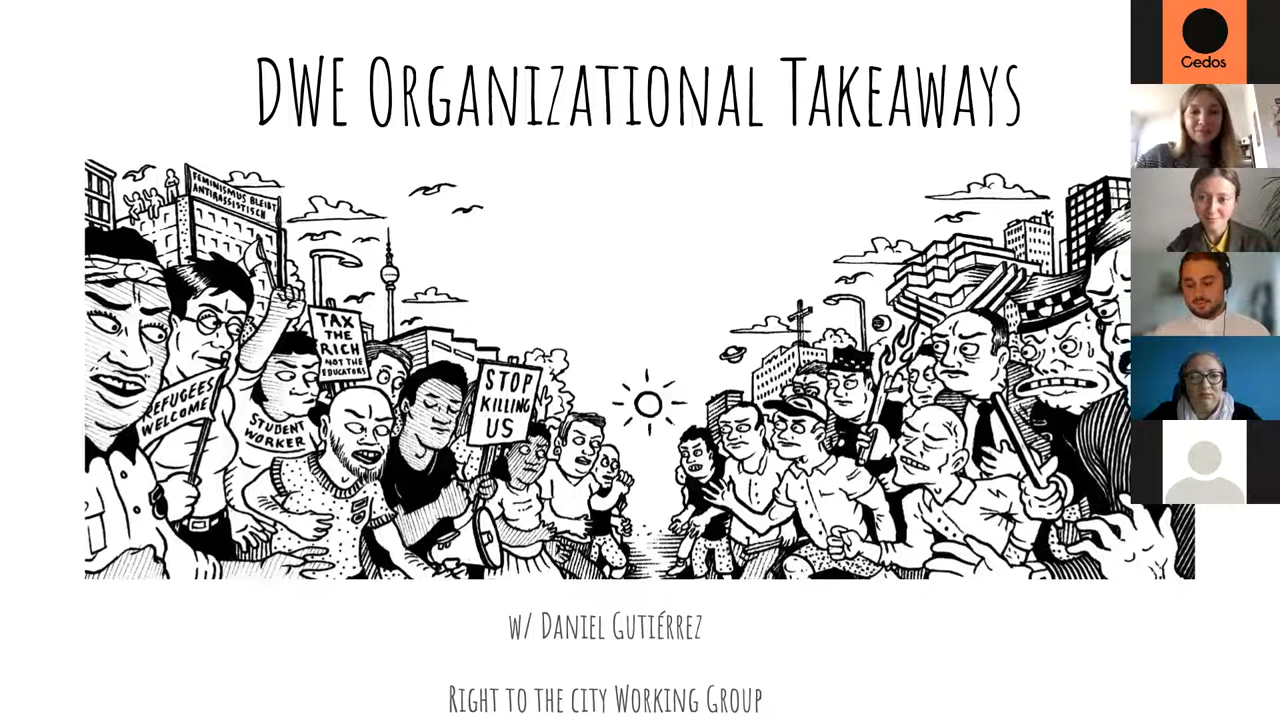 DWE ORGANIZATIONAL TAKEAWAYS
Cedos
FEMINISMUS BLEIBT
ANTIRASSISTISCH
TAX
THE
RICH
NOT THE
EDUCATORS
STOP
KILLING
US
REFUGEES
WELCOME
STUDENT
WORKER
W/ DANIEL GUTIÉRREZ
RIGHT TO THE CITY WORKING GROUP